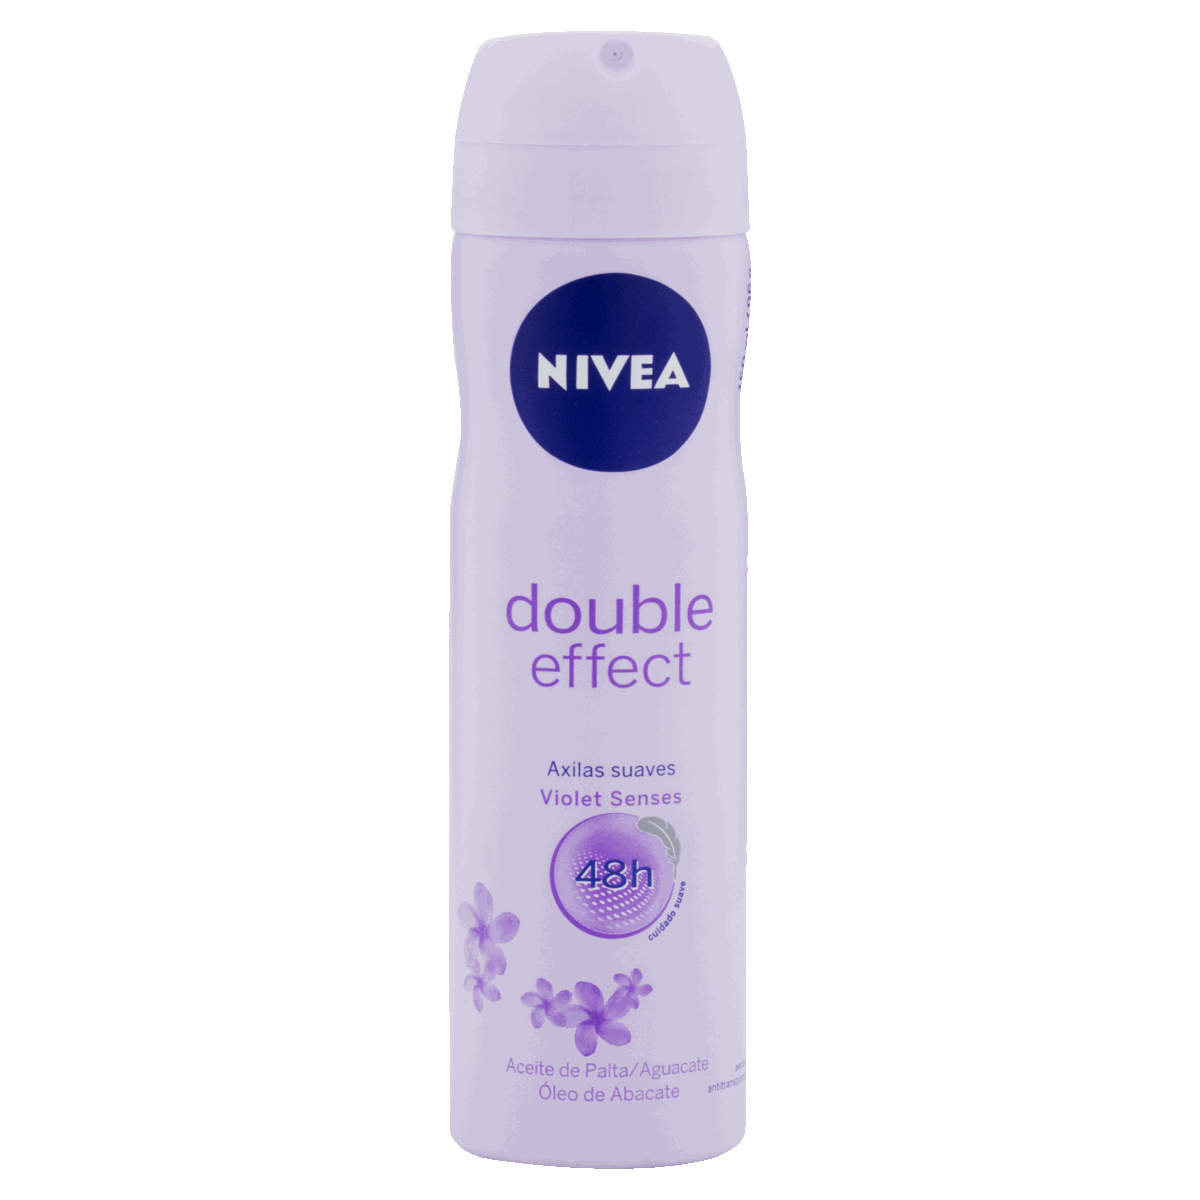 NIVEA
double
effect
Axilas suaves
Violet Senses
48h
cuidado suave
Aceite de Palta/Aguacate
Óleo de Abacate